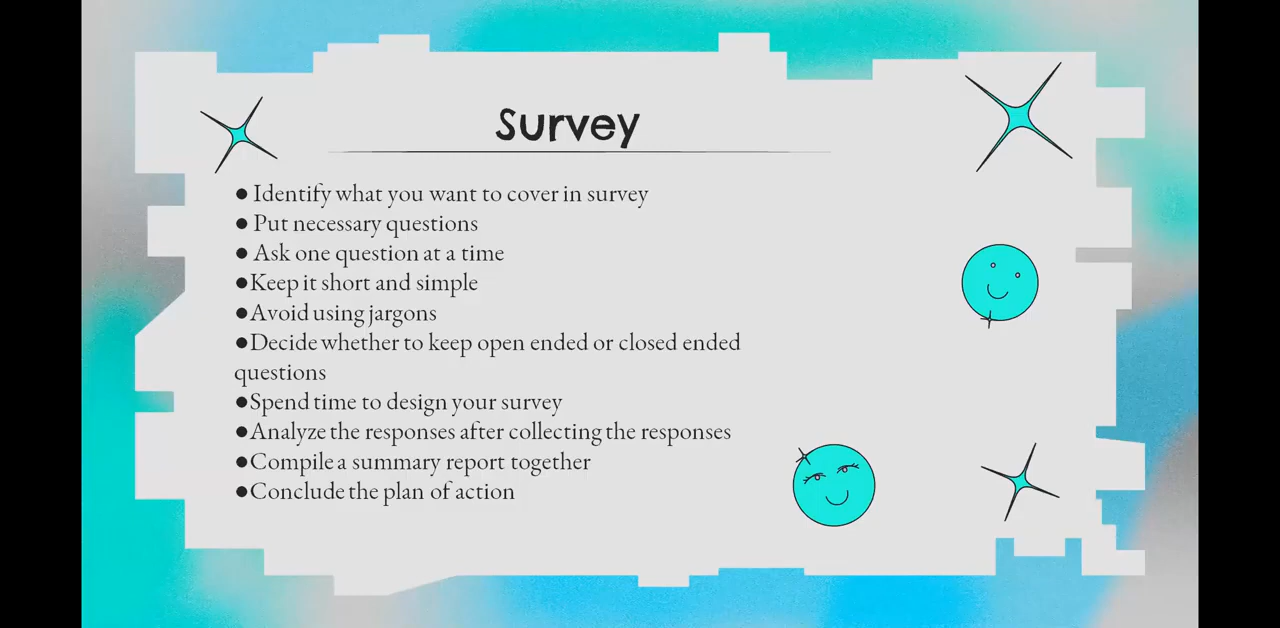 Survey
● Identify what you want to cover in survey
● Put necessary questions
● Ask one question at a time
●Keep it short and simple
●Avoid using jargons
●Decide whether to keep open ended or closed ended
questions
●Spend time to design your survey
●Analyze the responses after collecting the responses
●Compile a summary report together
●Conclude the plan of action